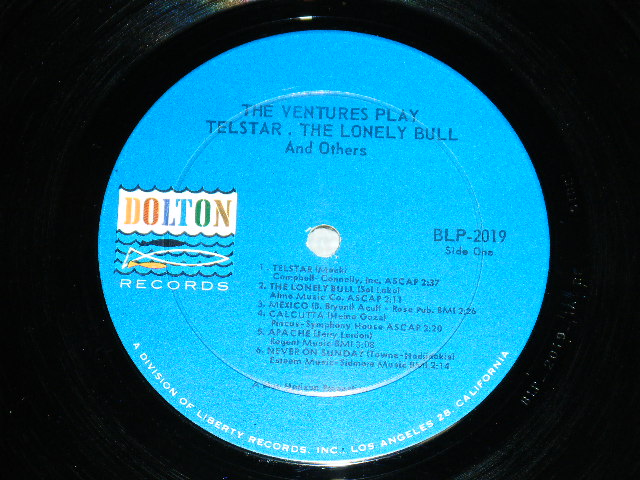 THE VENTURES PLAY
TELSTAR . THE LONELY BULL
And Others
DOLTON
RECORDS
BLP-2019
Side One
1. TELSTAR (Meek)
Campbell-Connelly, Inc. ASCAP 2:37
2. THE LONELY BULL (Sol Lake)
Almo Music Co. ASCAP 2:11
3. MEXICO (B. Bryant) Acuff - Rose Pub. BMI 2:26
4. CALCUTTA (Heino Gaze)
Pincus-Symphony House ASCAP 2:20
5. APACHE (Jerry Lordan)
Regent Music BMI 3:08
6. NEVER ON SUNDAY (Towne-Hadjidakis)
Esteem Music-Sidmore Music BMI 2:14
A DIVISION OF LIBERTY RECORDS, INC., LOS ANGELES 28, CALIFORNIA